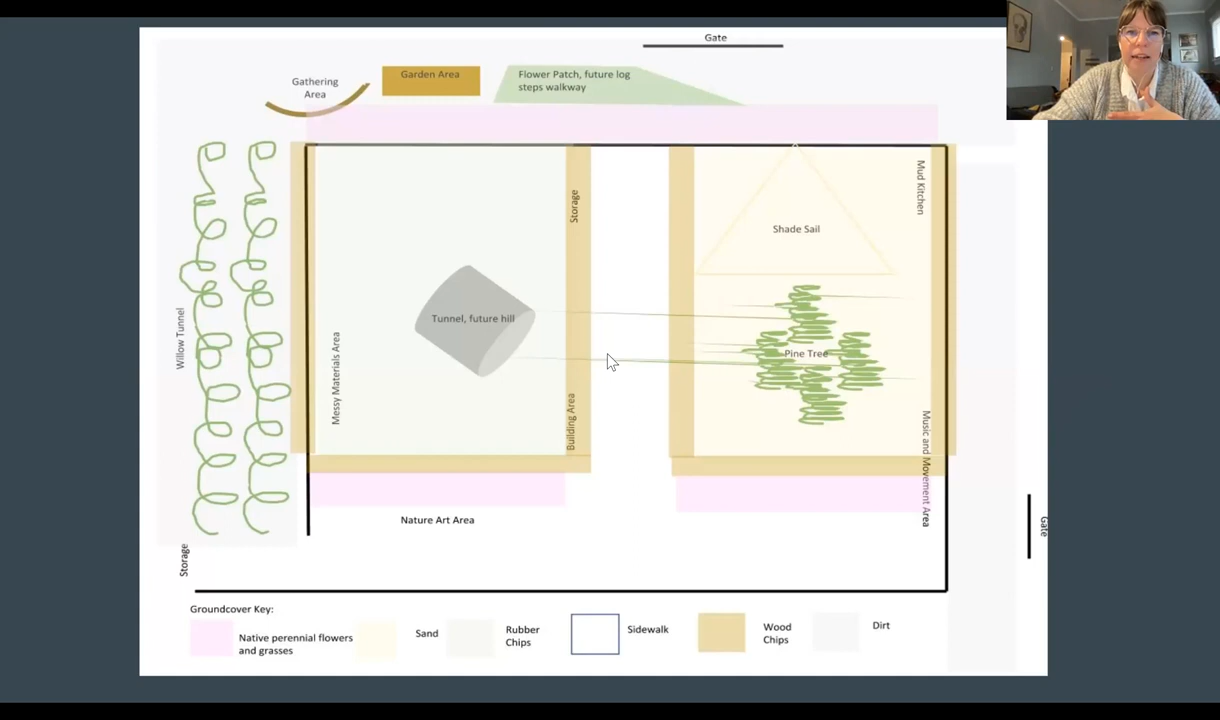 Gate
Gathering
Area
Garden Area
Flower Patch, future log
steps walkway
Mud Kitchen
Storage
Shade Sail
Willow Tunnel
Messy Materials Area
Tunnel, future hill
Building Area
Pine Tree
Music and Movement Area
Nature Art Area
Gate
Storage
Groundcover Key:
Native perennial flowers
and grasses
Sand
Rubber
Chips
Sidewalk
Wood
Chips
Dirt